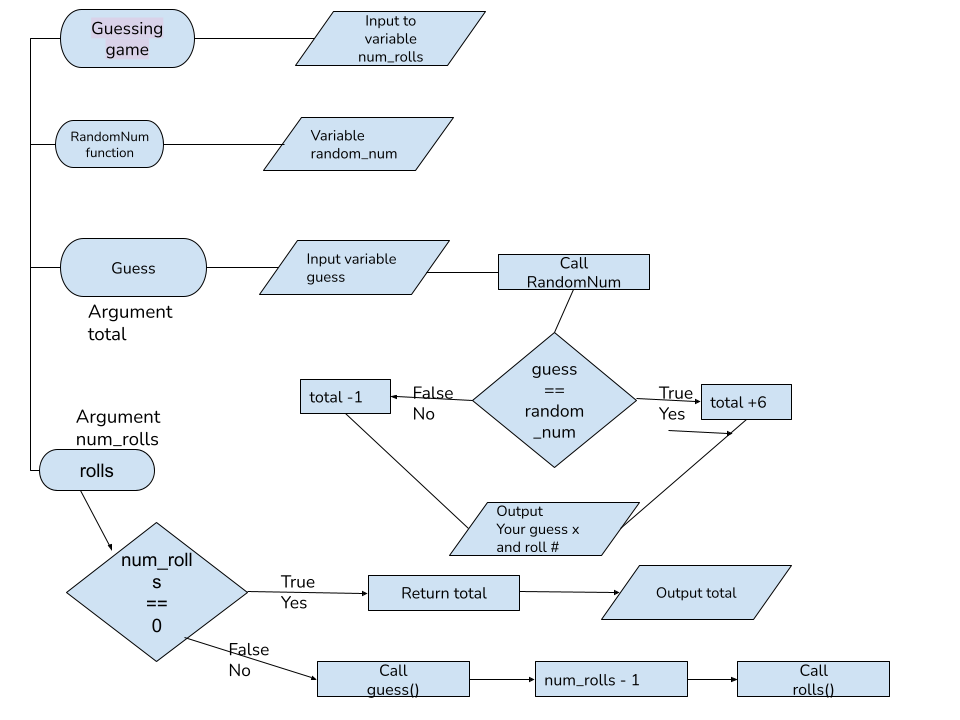 Guessing
game
Input to
variable
num_rolls
RandomNum
function
Variable
random_num
Guess
Input variable
guess
Call
RandomNum
Argument
total
guess
==
random
_num
total -1
False
No
True
Yes
total +6
Argument
num_rolls
rolls
Output
Your guess x
and roll #
num_roll
s
==
0
True
Yes
Return total
Output total
False
No
Call
guess()
num_rolls - 1
Call
rolls()